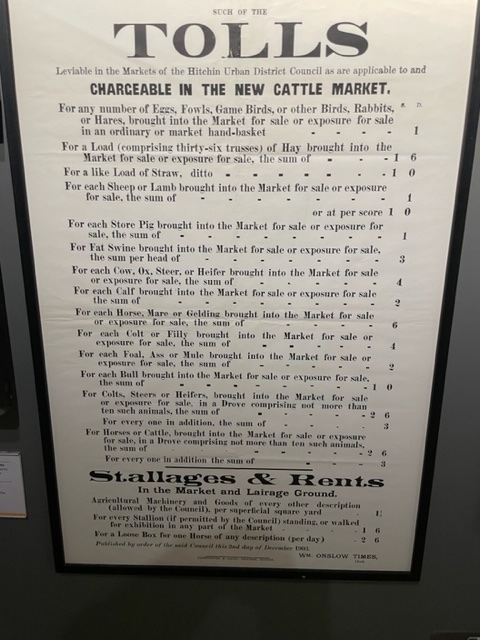 SUCH OF THE
TOLLS
Leviable in the Markets of the Hitchin Urban District Council as are applicable to and
CHARGEABLE IN THE NEW CATTLE MARKET.
S. D.
For any number of Eggs, Fowls, Game Birds, or other Birds, Rabbits,
or Hares, brought into the Market for sale or exposure for sale
in an ordinary or market hand-basket - - - - 1
For a Load (comprising thirty-six trusses) of Hay brought into the
Market for sale or exposure for sale, the sum of - - - 1 6
For a like Load of Straw, ditto - - - - - - 1 0
For each Sheep or Lamb brought into the Market for sale or exposure
for sale, the sum of - - - - - - 1
or at per score 1 0
For each Store Pig brought into the Market for sale or exposure for
sale, the sum of - - - - - - 1
For Fat Swine brought into the Market for sale or exposure for sale,
the sum per head of - - - - - - 3
For each Cow, Ox, Steer, or Heifer brought into the Market for sale
or exposure for sale, the sum of - - - - 4
For each Calf brought into the Market for sale or exposure for sale
the sum of - - - - - - 2
For each Horse, Mare or Gelding brought into the Market for sale
or exposure for sale, the sum of - - - - 6
For each Colt or Filly brought into the Market for sale or
exposure for sale, the sum of - - - - 4
For each Foal, Ass or Mule brought into the Market for sale or
exposure for sale, the sum of - - - - 2
For each Bull brought into the Market for sale or exposure for sale,
the sum of - - - - - - 1 0
For Colts, Steers or Heifers, brought into the Market for sale
or exposure for sale, in a Drove comprising not more than
ten such animals, the sum of - - - - 2 6
For every one in addition, the sum of - - - 3
For Horses or Cattle, brought into the Market for sale or exposure
for sale, in a Drove comprising not more than ten such animals,
the sum of - - - - - - 2 6
For every one in addition the sum of - - - 3
Stallages & Rents
In the Market and Lairage Ground.
Agricultural Machinery and Goods of every other description
(allowed by the Council), per superficial square yard -
For every Stallion (if permitted by the Council) standing, or walked
for exhibition in any part of the Market - - - 1 6
For a Loose Box for one Horse of any description (per day) - 2 6
Published by order of the said Council this 2nd day of December 1903.
WM. ONSLOW TIMES,